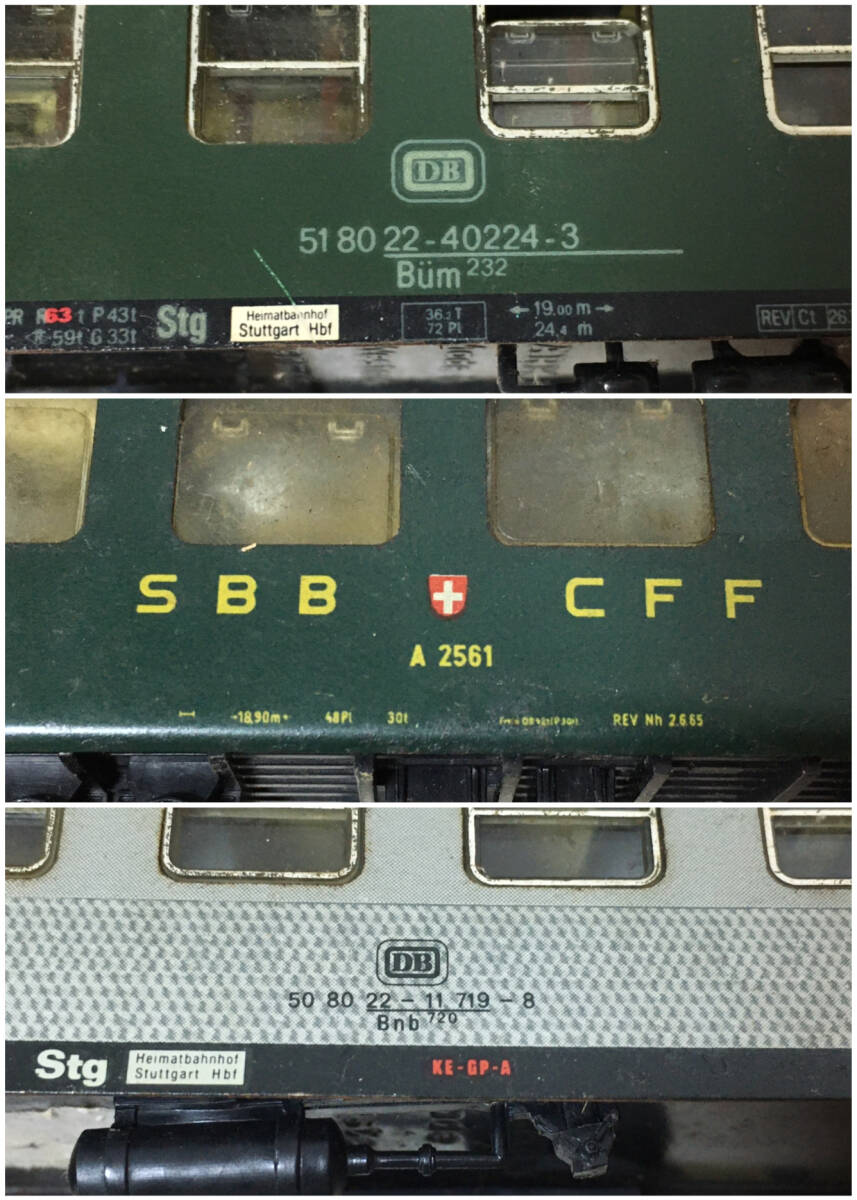 DB
51 80 22-40224-3
Büm 232
63 t P 43t
59t G 33t
Stg
Heimatbahnhof
Stuttgart Hbf
36.2 T
72 Pl
19.00 m
24.4 m
REV Ct 26
SBB CFF
A 2561
18,90m 48Pl 30t
REV Nh 2.6.65
DB
50 80 22-11 719-8
Bnb 720
Stg
Heimatbahnhof
Stuttgart Hbf
KE-GP-A